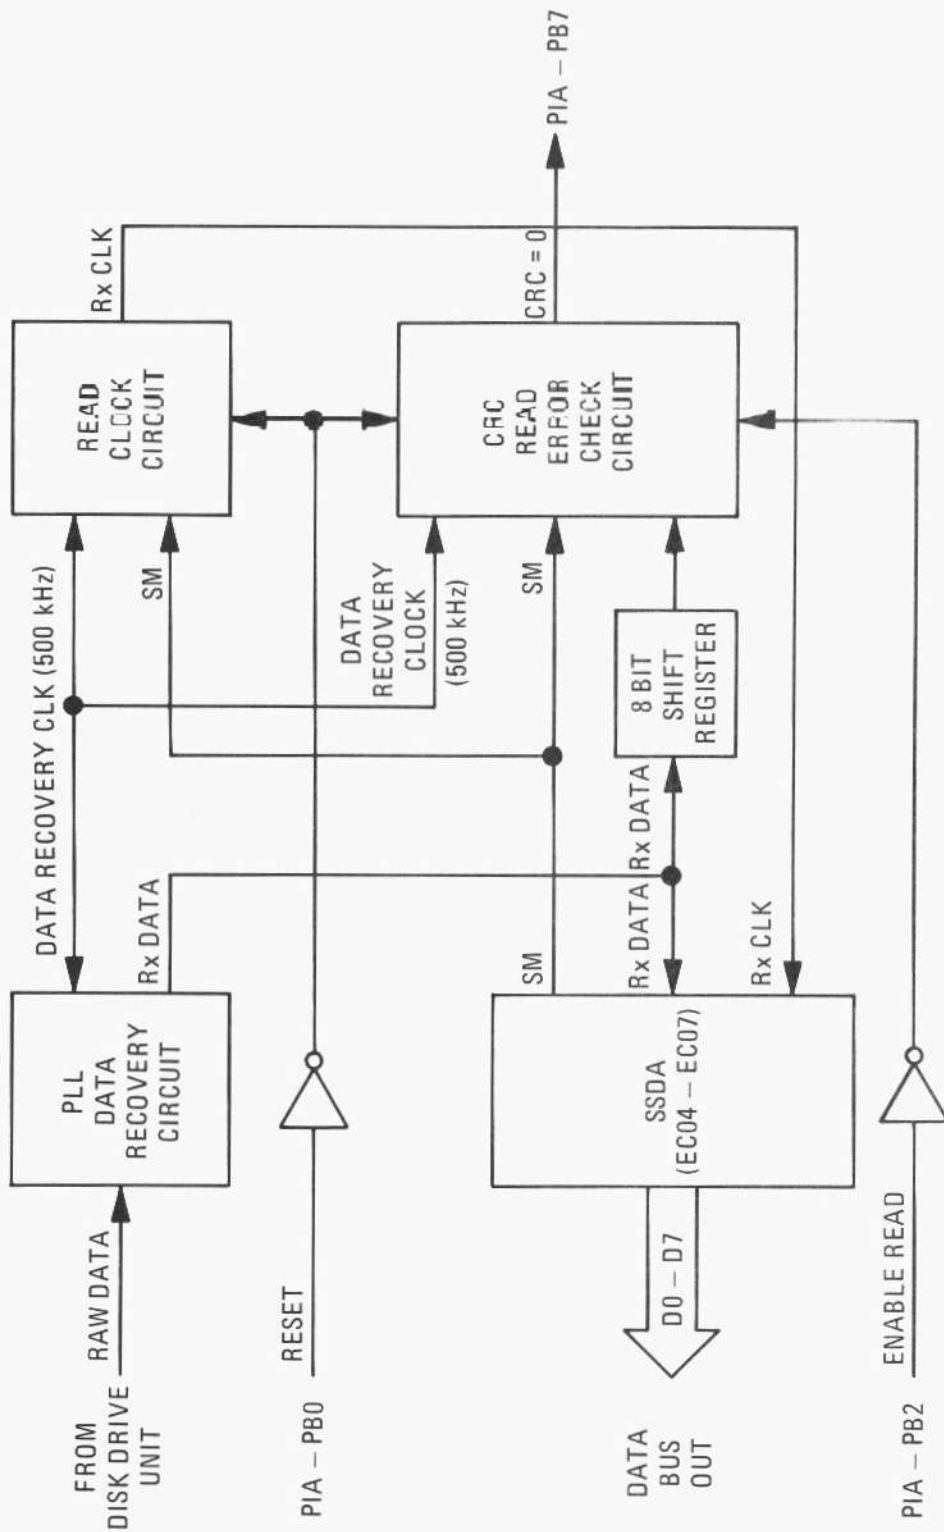 FROM
DISK DRIVE
UNIT
RAW DATA
PLL
DATA
RECOVERY
CIRCUIT
DATA RECOVERY CLK (500 kHz)
Rx DATA
SM
READ
CLOCK
CIRCUIT
Rx CLK
PIA – PB0
RESET
DATA
RECOVERY
CLOCK
(500 kHz)
CRC
READ
ERROR
CHECK
CIRCUIT
CRC = 0
PIA – PB7
SM
SM
DATA
BUS
OUT
D0 – D7
SSDA
(EC04 – EC07)
Rx DATA
Rx DATA
8 BIT
SHIFT
REGISTER
Rx CLK
PIA – PB2
ENABLE READ